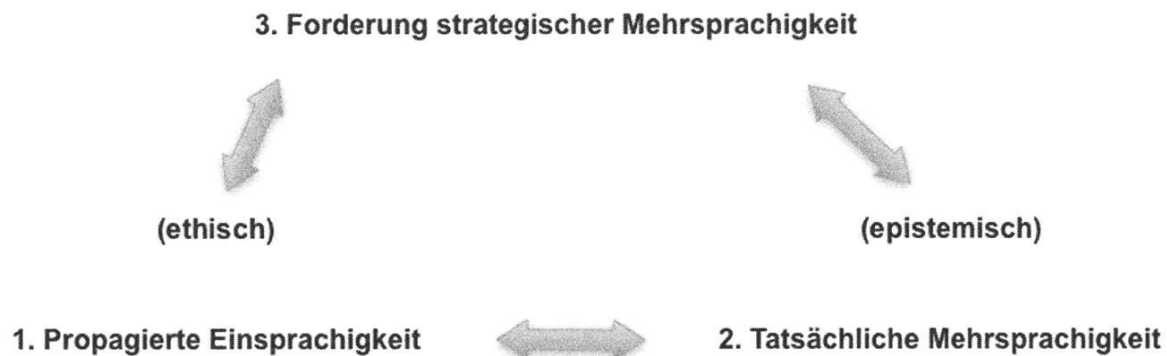 3. Forderung strategischer Mehrsprachigkeit
(ethisch)
(epistemisch)
1. Propagierte Einsprachigkeit
2. Tatsächliche Mehrsprachigkeit